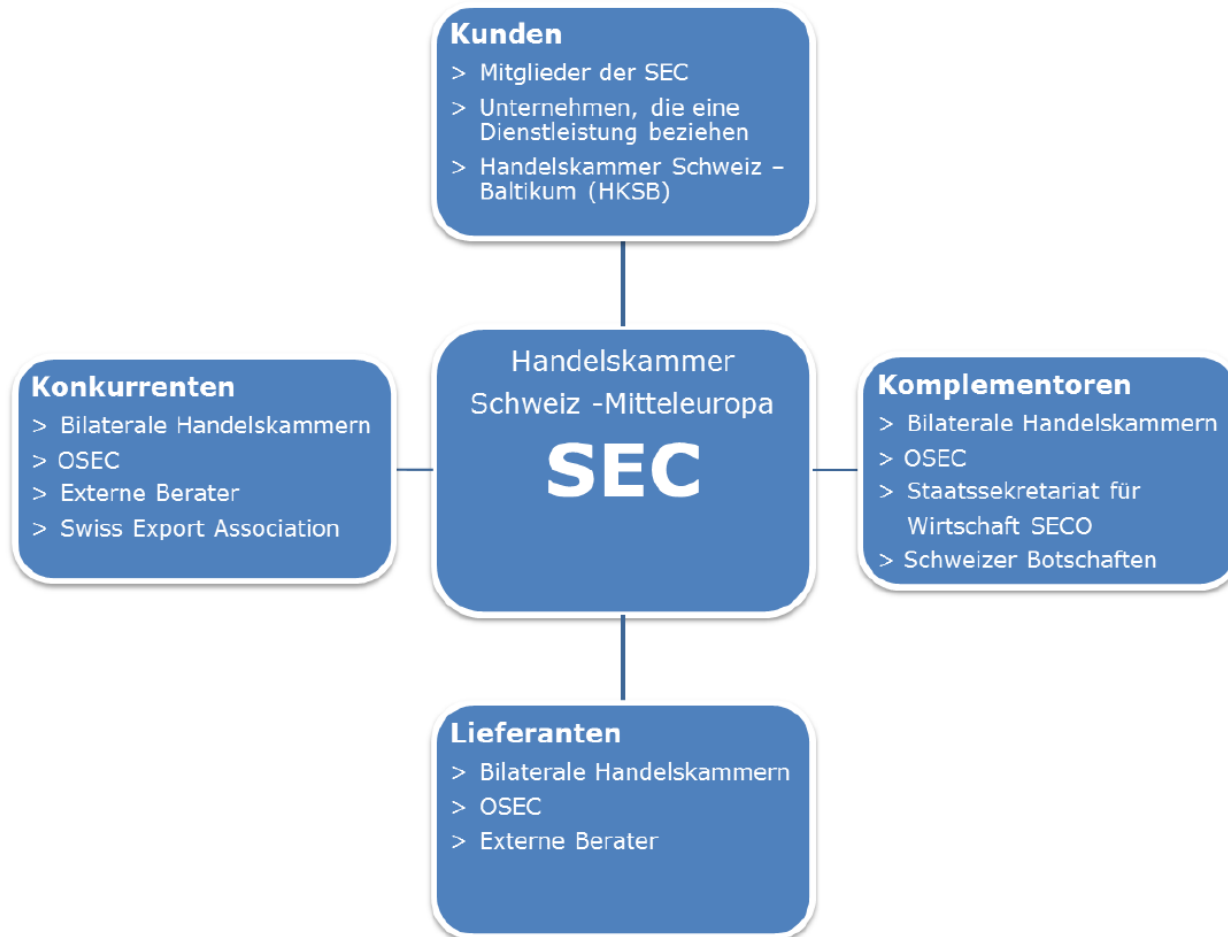 Kunden
> Mitglieder der SEC
> Unternehmen, die eine
Dienstleistung beziehen
> Handelskammer Schweiz –
Baltikum (HKSB)
Konkurrenten
> Bilaterale Handelskammern
> OSEC
> Externe Berater
> Swiss Export Association
Handelskammer
Schweiz -Mitteleuropa
SEC
Komplementoren
> Bilaterale Handelskammern
> OSEC
> Staatssekretariat für
Wirtschaft SECO
> Schweizer Botschaften
Lieferanten
> Bilaterale Handelskammern
> OSEC
> Externe Berater